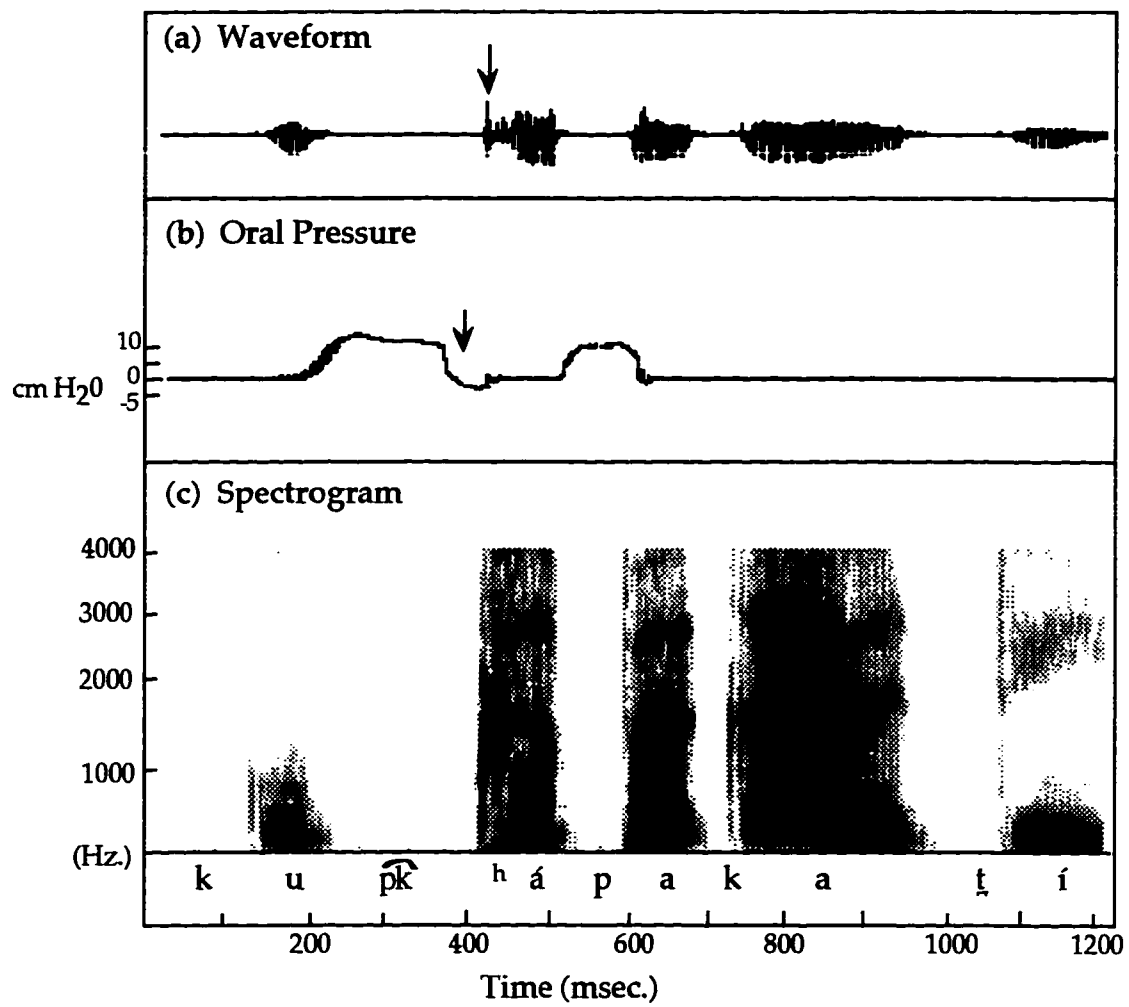 (a) Waveform
(b) Oral Pressure
10
0
-5
cm H₂0
(c) Spectrogram
4000
3000
2000
1000
(Hz.)
k u p͡k ʰ á p a k a t̪ í
200 400 600 800 1000 1200
Time (msec.)